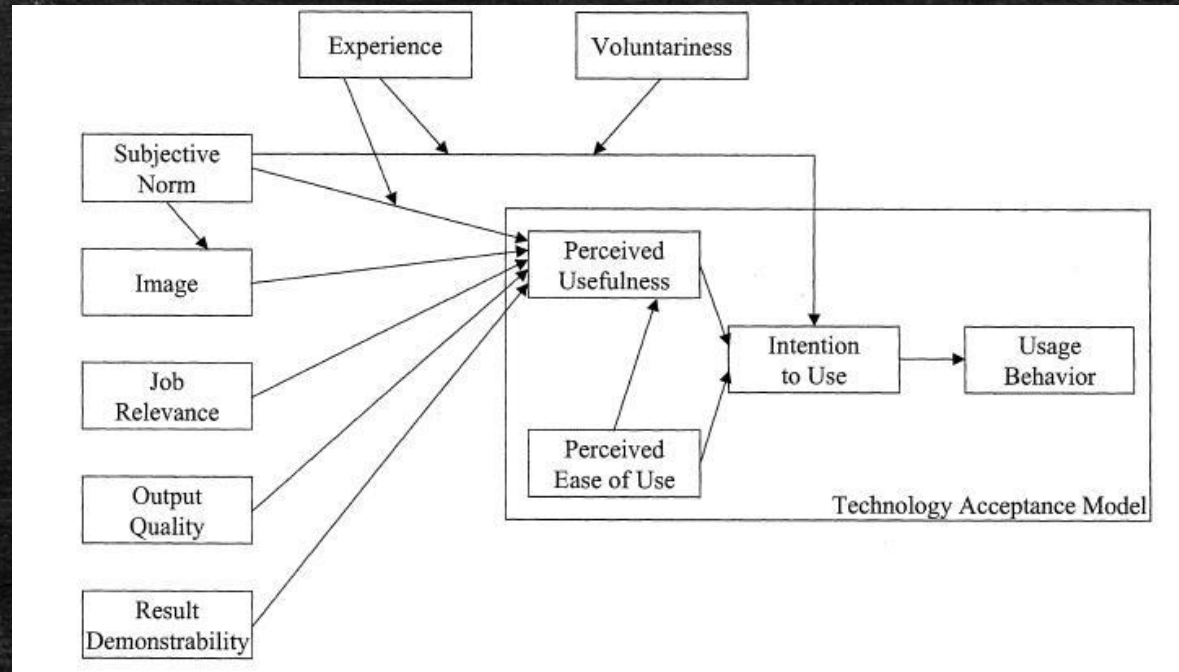 Experience
Voluntariness
Subjective
Norm
Image
Job
Relevance
Output
Quality
Result
Demonstrability
Perceived
Usefulness
Perceived
Ease of Use
Intention
to Use
Usage
Behavior
Technology Acceptance Model